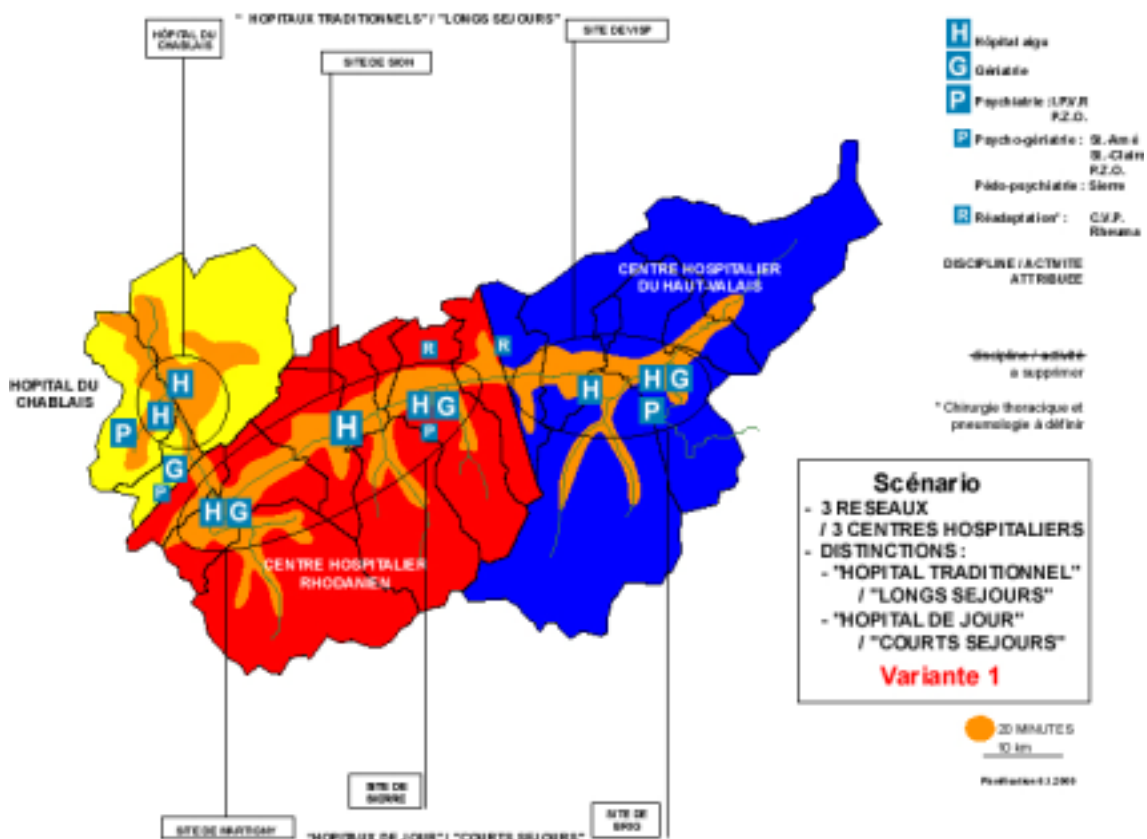 " HOPITAUX TRADITIONNELS" / "LONGS SEJOURS"
HÔPITAL DU
CHABLAIS
SITE DE SION
SITE DE VISP
H Hôpital aigu
G Gériatrie
P Psychiatrie : I.P.V.R
P.Z.O.
P Psycho-gériatrie : St.-Amé
St.-Claire
P.Z.O.
Pédo-psychiatrie : Sierre
R Réadaptation* : C.V.P.
Rheuma
DISCIPLINE / ACTIVITE
ATTRIBUEE
discipline / activité
a supprimer
* Chirurgie thoracique et
pneumologie à définir
CENTRE HOSPITALIER
DU HAUT-VALAIS
HOPITAL DU
CHABLAIS
R
R
H
H
P
G
P
H G
H
H G
P
H
H G
P
CENTRE HOSPITALIER
RHODANIEN
Scénario
- 3 RESEAUX
/ 3 CENTRES HOSPITALIERS
- DISTINCTIONS :
- "HOPITAL TRADITIONNEL"
/ "LONGS SEJOURS"
- "HOPITAL DE JOUR"
/ "COURTS SEJOURS"
Variante 1
20 MINUTES
10 km
SITE DE
SIERRE
SITE DE
BRIG
SITE DE MARTIGNY
"HOPITAUX DE JOUR" / "COURTS SEJOURS"